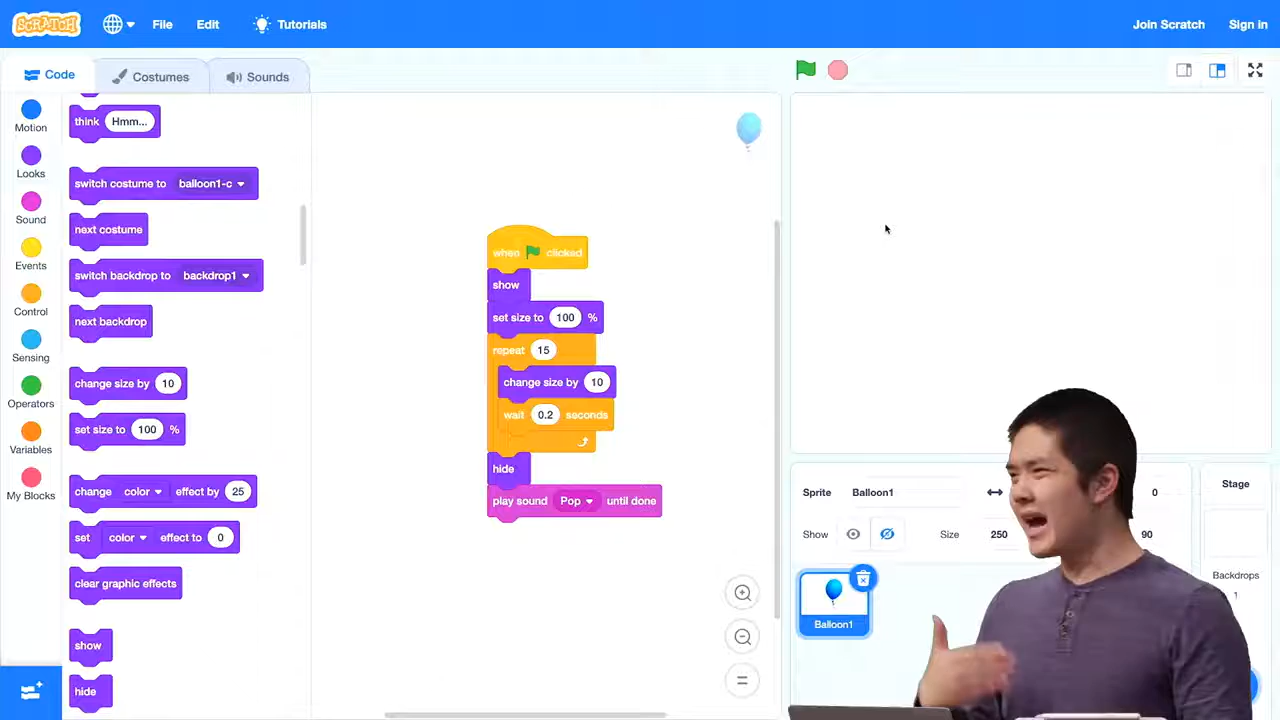 SCRATCH File Edit Tutorials Join Scratch Sign in
Code Costumes Sounds
Motion
Looks
Sound
Events
Control
Sensing
Operators
Variables
My Blocks
think Hmm...
switch costume to balloon1-c
next costume
switch backdrop to backdrop1
next backdrop
change size by 10
set size to 100 %
change color effect by 25
set color effect to 0
clear graphic effects
show
hide
when clicked
show
set size to 100 %
repeat 15
change size by 10
wait 0.2 seconds
hide
play sound Pop until done
Sprite Balloon1 0
Show Size 250 90
Balloon1
Stage
Backdrops
1